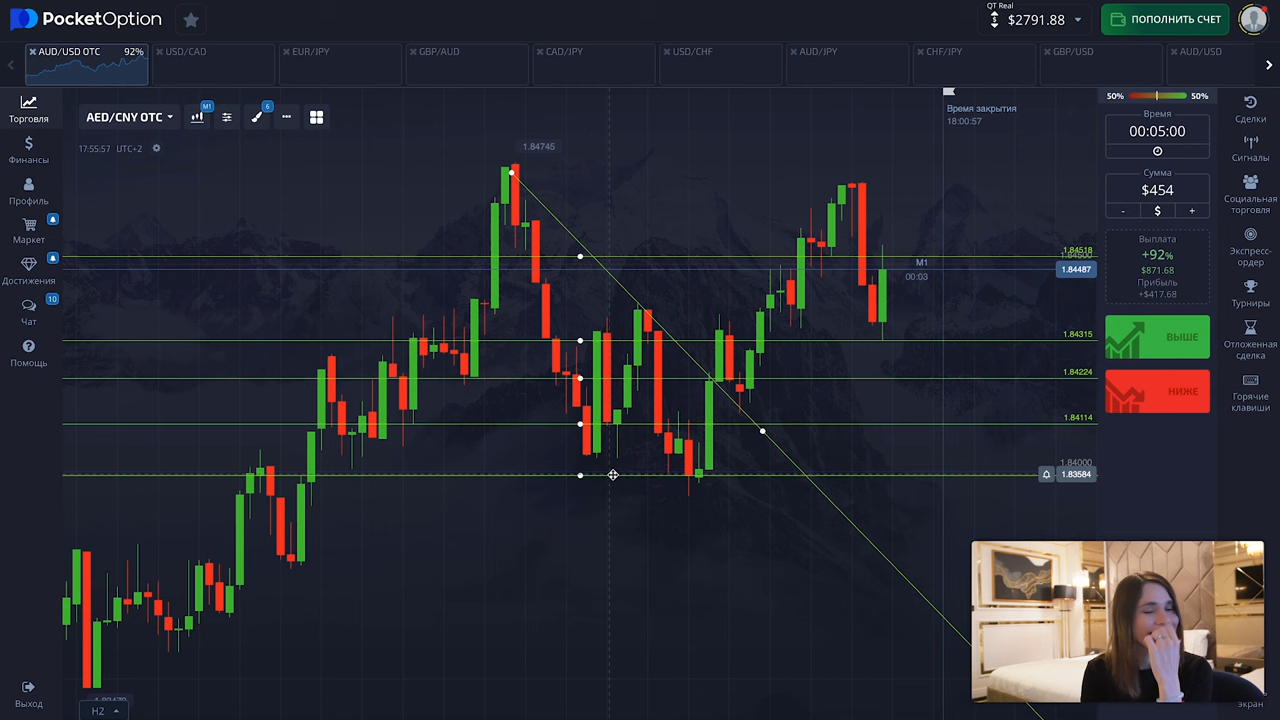 PocketOption
QT Real
$2791.88
ПОПОЛНИТЬ СЧЕТ
AUD/USD OTC 92%
USD/CAD
EUR/JPY
GBP/AUD
CAD/JPY
USD/CHF
AUD/JPY
CHF/JPY
GBP/USD
AUD/USD
Торговля
Финансы
Профиль
Маркет
Достижения
10
Чат
Помощь
Выход
AED/CNY OTC
M1
6
17:55:57 UTC+2
1.84745
Время закрытия
18:00:57
M1
00:03
1.84518
1.84500
1.84487
1.84315
1.84224
1.84114
1.84000
1.83584
H2
50% 50%
Время
00:05:00
Сумма
$454
- $ +
Выплата
+92%
$871.68
Прибыль
+$417.68
ВЫШЕ
НИЖЕ
Сделки
Сигналы
Социальная
торговля
Экспресс-
ордер
Турниры
Отложенная
сделка
Горячие
клавиши
экран